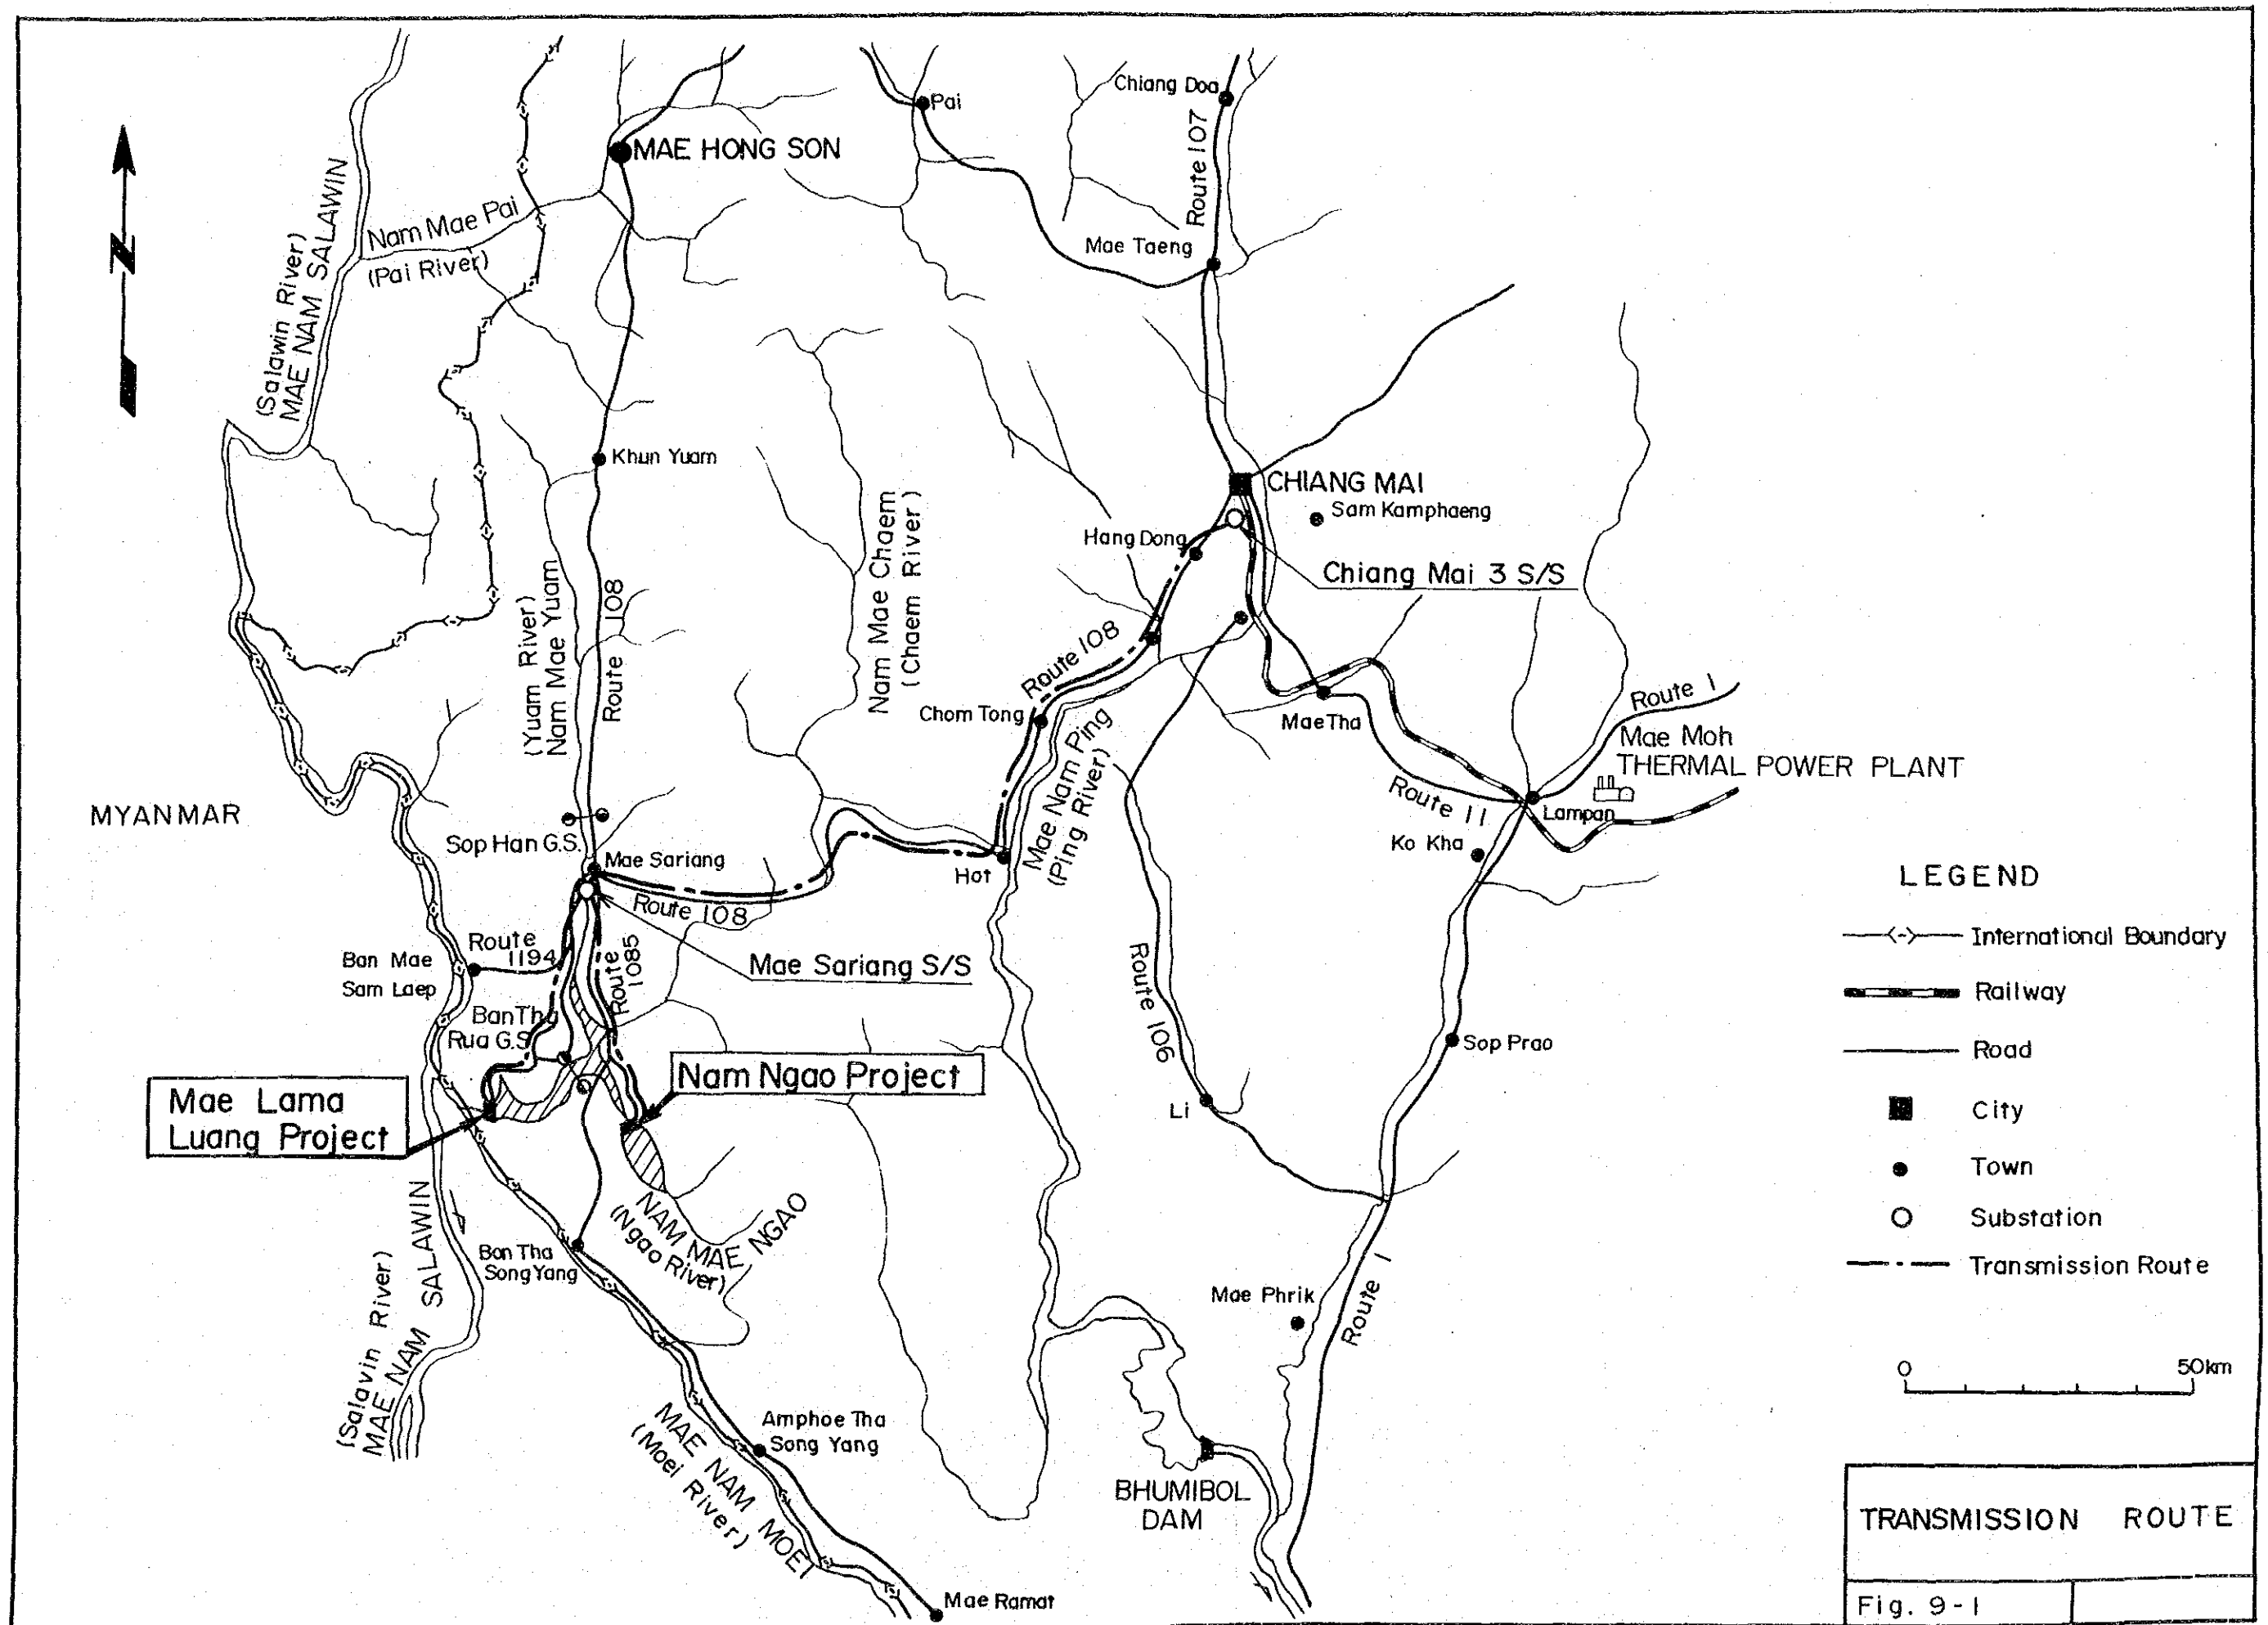 Chiang Doa
Pai
MAE HONG SON
Route 107
N
Nam Mae Pai
(Pai River)
Mae Taeng
(Salawin River)
MAE NAM SALAWIN
Khun Yuam
CHIANG MAI
Sam Kamphaeng
Hang Dong
Chiang Mai 3 S/S
Nam Mae Chaem
(Chaem River)
(Yuam River)
Nam Mae Yuam
Route 108
Route 108
Chom Tong
Mae Tha
Route 1
Mae Moh
THERMAL POWER PLANT
Mae Nam Ping
(Ping River)
Route 11
Lampan
Ko Kha
MYANMAR
Sop Han G.S.
Mae Sariang
Hot
Route 108
LEGEND
International Boundary
Railway
Road
City
Town
Substation
Transmission Route
0 50km
Route
1194
Ban Mae
Sam Laep
Route
1085
Mae Sariang S/S
Ban Tha
Rua G.S.
Route 106
Sop Prao
Nam Ngao Project
Mae Lama
Luang Project
Li
NAM MAE NGAO
(Ngao River)
Bon Tha
Song Yang
(Salavin River)
MAE NAM SALAWIN
Mae Phrik
Route 1
Amphoe Tha
Song Yang
MAE NAM MOEI
(Moei River)
BHUMIBOL
DAM
Mae Ramat
TRANSMISSION ROUTE
Fig. 9-1